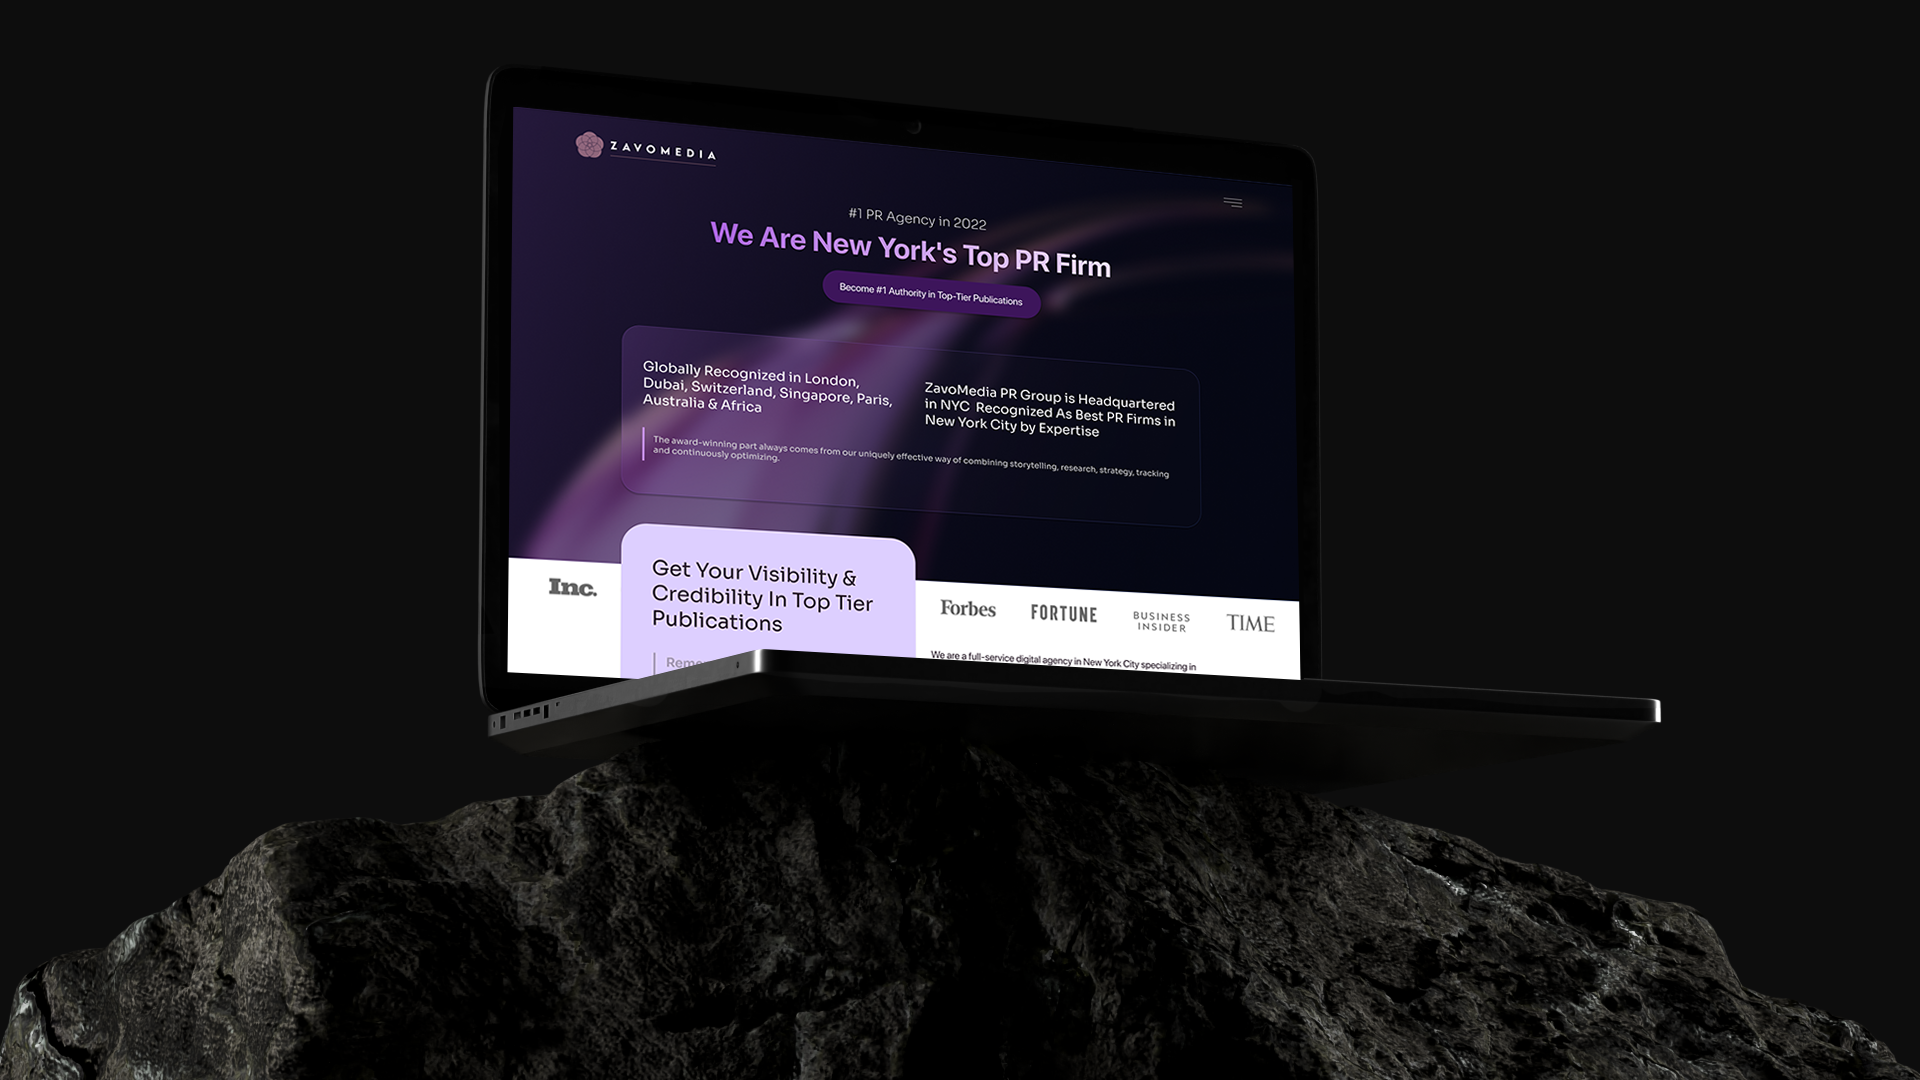 ZAVOMEDIA
#1 PR Agency in 2022
We Are New York's Top PR Firm
Become #1 Authority in Top-Tier Publications
Globally Recognized in London,
Dubai, Switzerland, Singapore, Paris,
Australia & Africa
ZavoMedia PR Group is Headquartered
in NYC Recognized As Best PR Firms in
New York City by Expertise
The award-winning part always comes from our uniquely effective way of combining storytelling, research, strategy, tracking
and continuously optimizing.
Inc.
Get Your Visibility &
Credibility In Top Tier
Publications
Forbes
FORTUNE
BUSINESS
INSIDER
TIME
We are a full-service digital agency in New York City specializing in